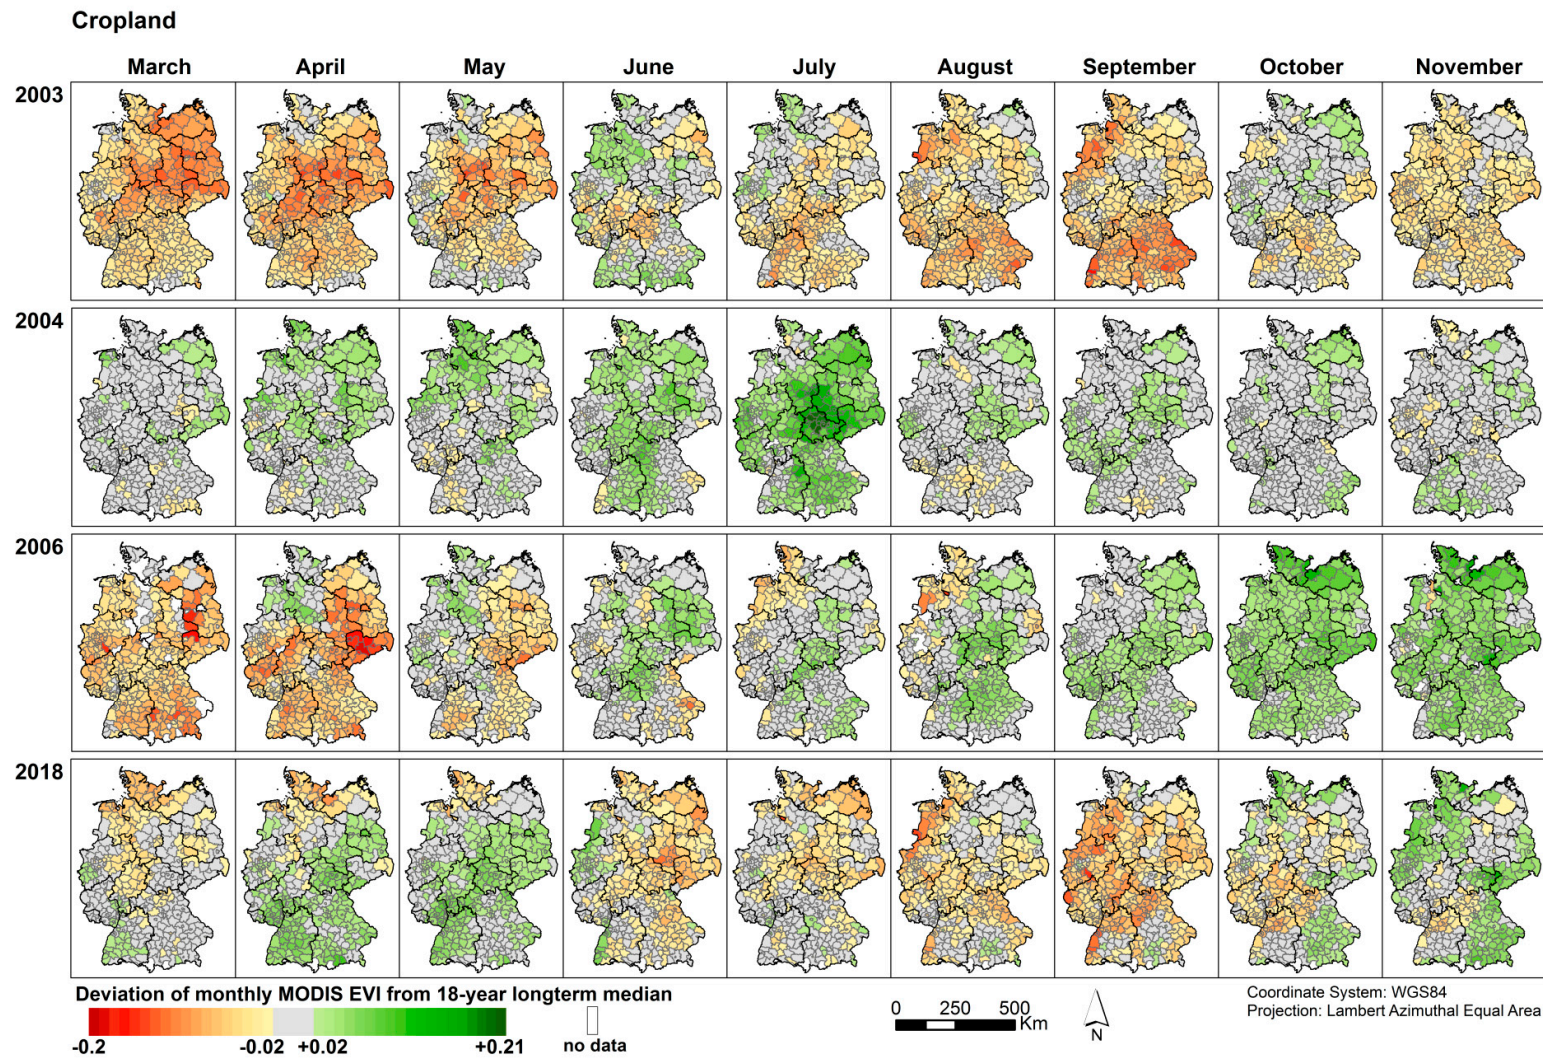 Cropland
March April May June July August September October November
2003
2004
2006
2018
Deviation of monthly MODIS EVI from 18-year longterm median
-0.2 -0.02 +0.02 +0.21
no data
0 250 500
Km
N
Coordinate System: WGS84
Projection: Lambert Azimuthal Equal Area